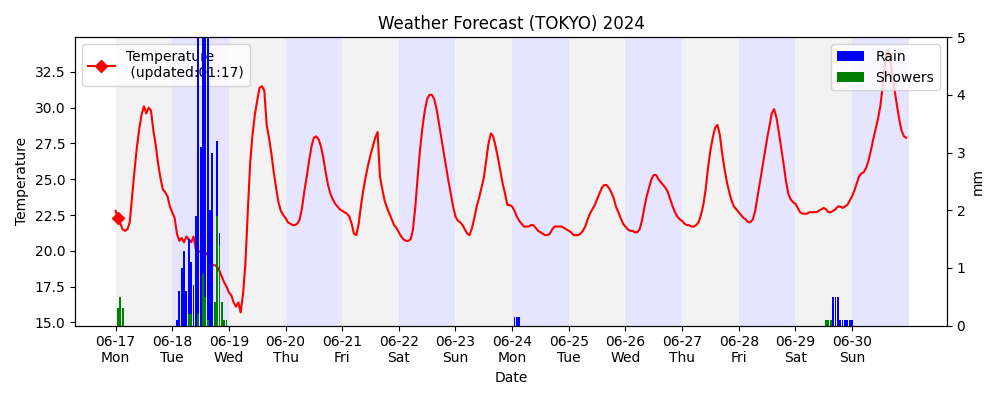 Weather Forecast (TOKYO) 2024
Temperature
(updated:01:17)
Rain
Showers
Temperature
32.5
30.0
27.5
25.0
22.5
20.0
17.5
15.0
5
4
3
2
1
0
mm
06-17 06-18 06-19 06-20 06-21 06-22 06-23 06-24 06-25 06-26 06-27 06-28 06-29 06-30
Mon Tue Wed Thu Fri Sat Sun Mon Tue Wed Thu Fri Sat Sun
Date